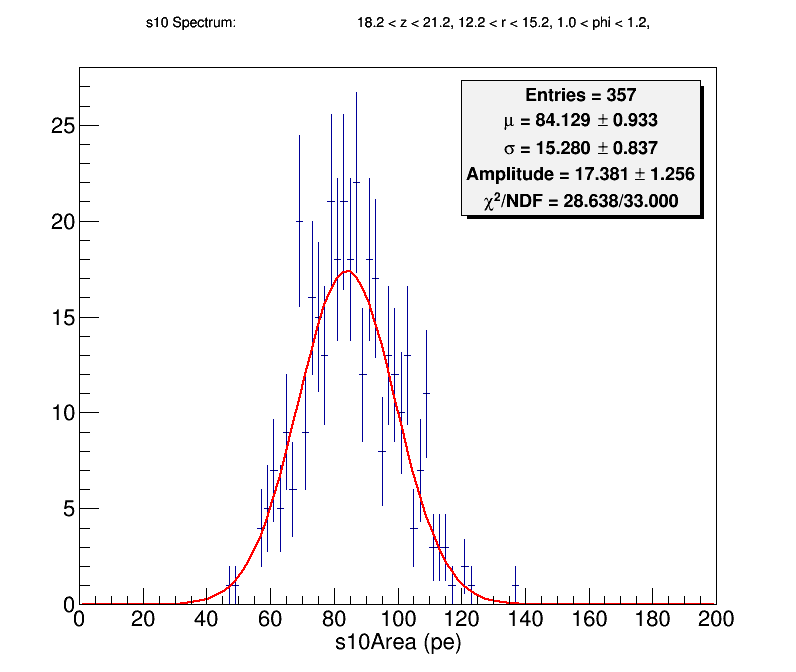 s10 Spectrum: 18.2 < z < 21.2, 12.2 < r < 15.2, 1.0 < phi < 1.2,
Entries = 357
μ = 84.129 ± 0.933
σ = 15.280 ± 0.837
Amplitude = 17.381 ± 1.256
χ²/NDF = 28.638/33.000
25
20
15
10
5
0
0 20 40 60 80 100 120 140 160 180 200
s10Area (pe)